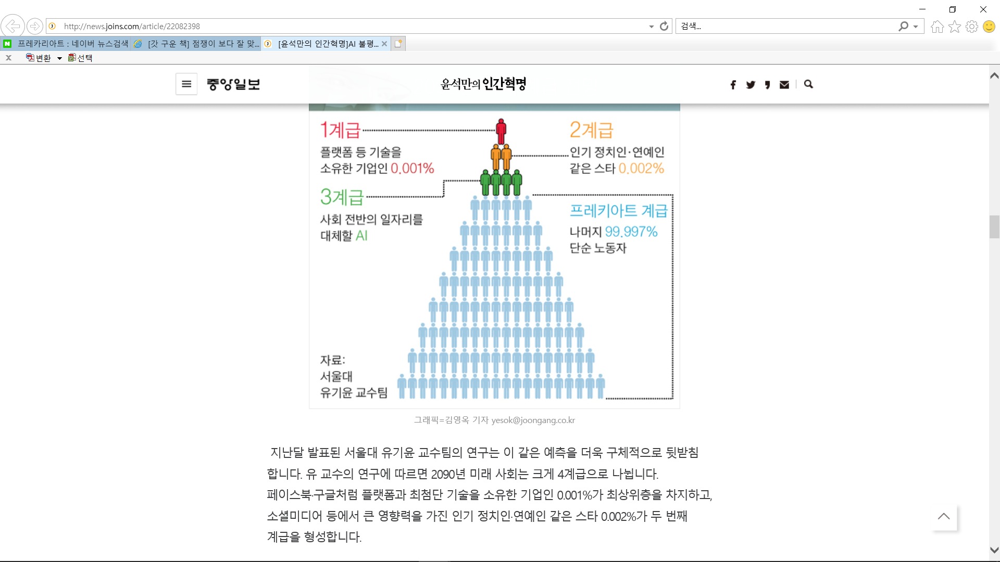 http://news.joins.com/article/22082398
검색...
프레카리아트 : 네이버 뉴스검색
[갓 구운 책] 점쟁이 보다 잘 맞...
[윤석만의 인간혁명]AI 불평...
변환
선택
중앙일보
윤석만의 인간혁명
1계급
플랫폼 등 기술을
소유한 기업인 0.001%
2계급
인기 정치인·연예인
같은 스타 0.002%
3계급
사회 전반의 일자리를
대체할 AI
프레키아트 계급
나머지 99.997%
단순 노동자
자료:
서울대
유기윤 교수팀
그래픽=김영옥 기자 yesok@joongang.co.kr
지난달 발표된 서울대 유기윤 교수팀의 연구는 이 같은 예측을 더욱 구체적으로 뒷받침
합니다. 유 교수의 연구에 따르면 2090년 미래 사회는 크게 4계급으로 나뉩니다.
페이스북·구글처럼 플랫폼과 최첨단 기술을 소유한 기업인 0.001%가 최상위층을 차지하고,
소셜미디어 등에서 큰 영향력을 가진 인기 정치인·연예인 같은 스타 0.002%가 두 번째
계급을 형성합니다.